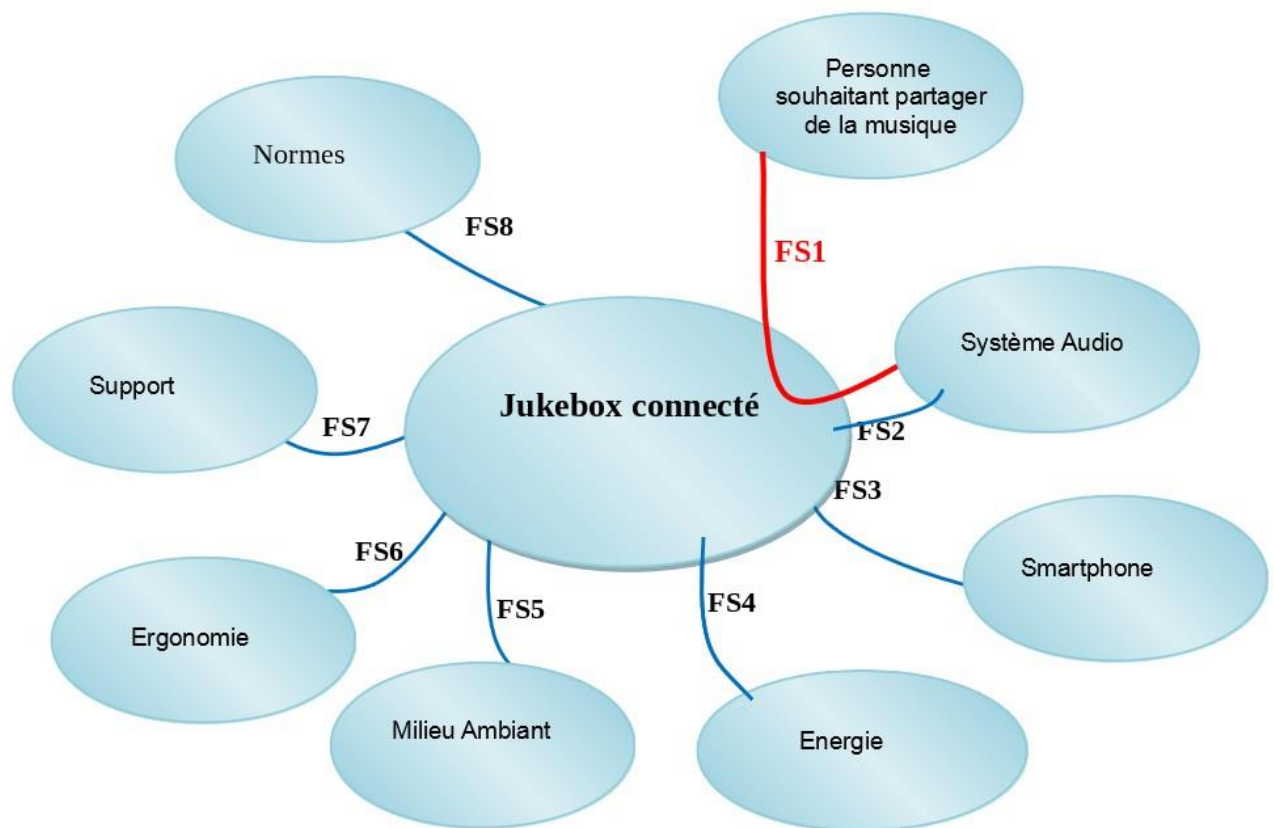 Personne
souhaitant partager
de la musique
Normes
FS8
FS1
Système Audio
Support
Jukebox connecté
FS7
FS2
FS3
FS6
Smartphone
FS5
FS4
Ergonomie
Milieu Ambiant
Energie